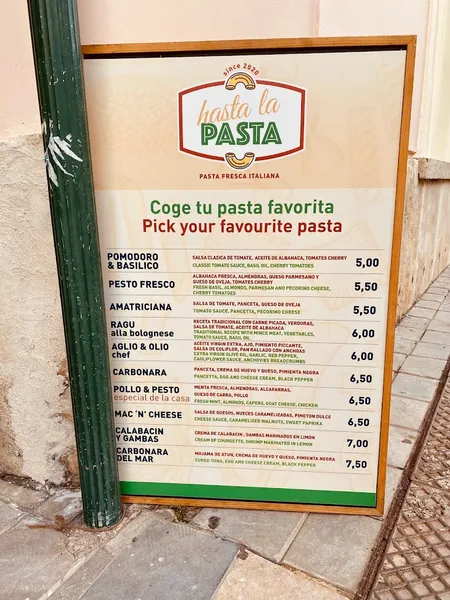 since 2020
hasta la
PASTA
PASTA FRESCA ITALIANA
Coge tu pasta favorita
Pick your favourite pasta
POMODORO
& BASILICO
SALSA CLASICA DE TOMATE, ACEITE DE ALBAHACA, TOMATES CHERRY
CLASSIC TOMATO SAUCE, BASIL OIL, CHERRY TOMATOES
5,00
PESTO FRESCO
ALBAHACA FRESCA, ALMENDRAS, QUESO PARMESANO Y
QUESO DE OVEJA, TOMATES CHERRY
FRESH BASIL, ALMONDS, PARMESAN AND PECORINO CHEESE,
CHERRY TOMATOES
5,50
AMATRICIANA
SALSA DE TOMATE, PANCETA, QUESO DE OVEJA
TOMATO SAUCE, PANCETTA, PECORINO CHEESE
5,50
RAGU
alla bolognese
RECETA TRADICIONAL CON CARNE PICADA, VERDURAS,
SALSA DE TOMATE, ACEITE DE ALBAHACA
TRADITIONAL RECIPE WITH MINCE MEAT, VEGETABLES,
TOMATO SAUCE, BASIL OIL
6,00
AGLIO & OLIO
chef
ACEITE VIRGEN EXTRA, AJO, PIMIENTO PICCANTE,
SALSA DE COLIFLOR, PAN RALLADO CON ANCHOAS
EXTRA VIRGIN OLIVE OIL, GARLIC, RED PEPPER,
CAULIFLOWER SAUCE, ANCHOVIES BREADCRUMBS
6,00
CARBONARA
PANCETA, CREMA DE HUEVO Y QUESO, PIMIENTA NEGRA
PANCETTA, EGG AND CHEESE CREAM, BLACK PEPPER
6,50
POLLO & PESTO
especial de la casa
MENTA FRESCA, ALMENDRAS, ALCAPARRAS,
QUESO DE CABRA, POLLO
FRESH MINT, ALMONDS, CAPERS, GOAT CHEESE, CHICKEN
6,50
MAC 'N' CHEESE
SALSA DE QUESOS, NUECES CARAMELIZADAS, PIMETON DULCE
CHEESE SAUCE, CARAMELIZED WALNUTS, SWEET PAPRIKA
6,50
CALABACIN
Y GAMBAS
CREMA DE CALABACIN, GAMBAS MARINADOS EN LIMON
CREAM OF COURGETTE, SHRIMP MARINATED IN LEMON
7,00
CARBONARA
DEL MAR
MOJAMA DE ATUN, CREMA DE HUEVO Y QUESO, PIMIENTA NEGRA
CURED TUNA, EGG AND CHEESE CREAM, BLACK PEPPER
7,50